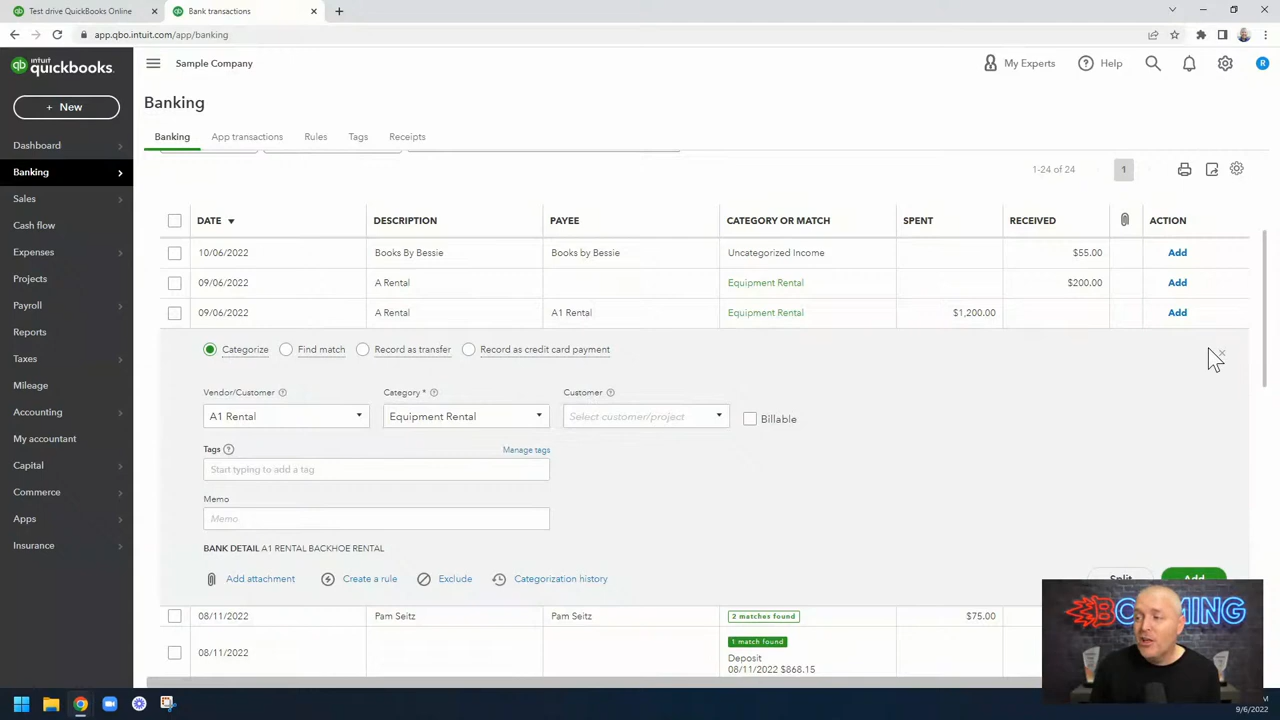 Test drive QuickBooks Online
Bank transactions
app.qbo.intuit.com/app/banking
intuit
quickbooks.
Sample Company
My Experts
Help
R
+ New
Banking
Dashboard
Banking
Sales
Cash flow
Expenses
Projects
Payroll
Reports
Taxes
Mileage
Accounting
My accountant
Capital
Commerce
Apps
Insurance
Banking App transactions Rules Tags Receipts
1-24 of 24 1
DATE DESCRIPTION PAYEE CATEGORY OR MATCH SPENT RECEIVED ACTION
10/06/2022 Books By Bessie Books by Bessie Uncategorized Income $55.00 Add
09/06/2022 A Rental Equipment Rental $200.00 Add
09/06/2022 A Rental A1 Rental Equipment Rental $1,200.00 Add
Categorize Find match Record as transfer Record as credit card payment
Vendor/Customer Category * Customer
A1 Rental Equipment Rental Select customer/project Billable
Tags Manage tags
Start typing to add a tag
Memo
Memo
BANK DETAIL A1 RENTAL BACKHOE RENTAL
Add attachment Create a rule Exclude Categorization history Split Add
08/11/2022 Pam Seitz Pam Seitz 2 matches found $75.00
08/11/2022 1 match found
Deposit
08/11/2022 $868.15
BOOMING
9/6/2022